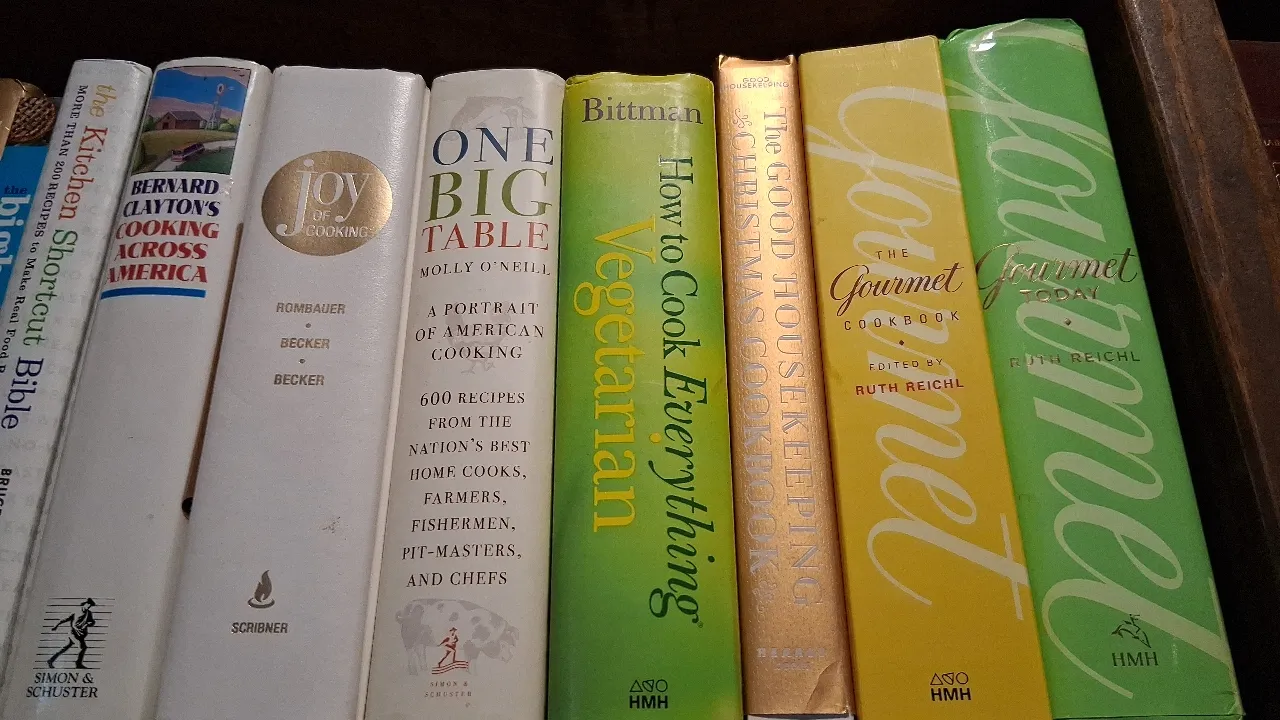 the
the Kitchen Shortcut Bible
MORE THAN 200 RECIPES to Make Real Food
BERNARD
CLAYTON'S
COOKING
ACROSS
AMERICA
SIMON &
SCHUSTER
joy
OF
COOKING
ROMBAUER
•
BECKER
•
BECKER
SCRIBNER
ONE
BIG
TABLE
MOLLY O'NEILL
A PORTRAIT
OF AMERICAN
COOKING
600 RECIPES
FROM THE
NATION'S BEST
HOME COOKS,
FARMERS,
FISHERMEN,
PIT-MASTERS,
AND CHEFS
SIMON &
SCHUSTER
Bittman
How to Cook Everything
Vegetarian
HMH
GOOD
HOUSEKEEPING
The GOOD HOUSEKEEPING
CHRISTMAS COOKBOOK
HEARST
Gourmet
THE
Gourmet
COOKBOOK
EDITED BY
RUTH REICHL
HMH
Gourmet
Gourmet
TODAY
•
RUTH REICHL
HMH